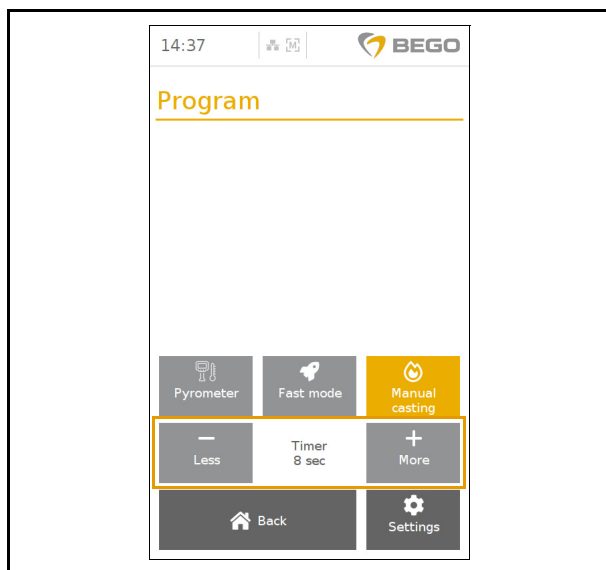 14:37 [M] BEGO
Program
Pyrometer Fast mode Manual
casting
Less Timer
8 sec More
Back Settings